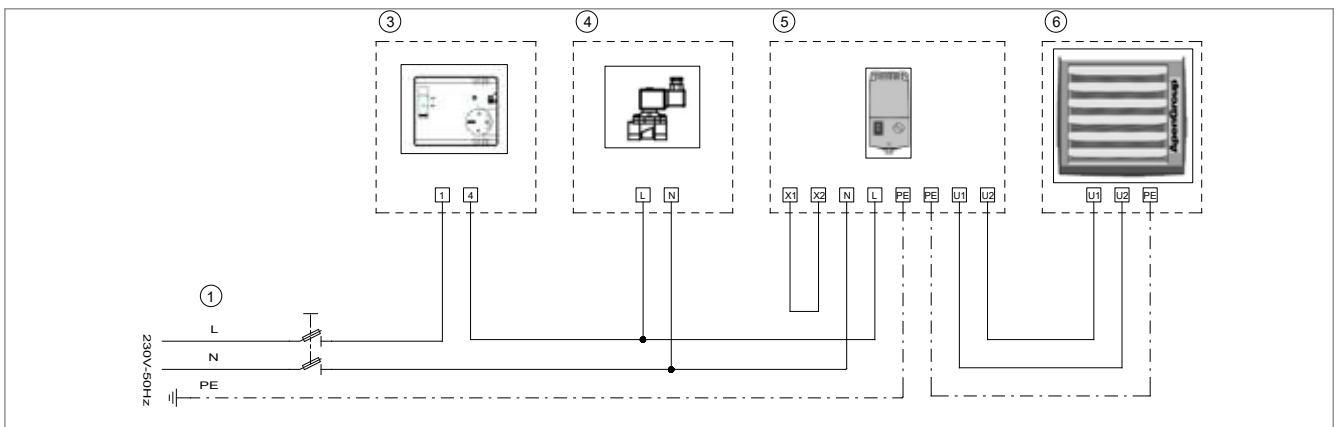 3 4 5 6
ApenGroup
1 4 L N X1 X2 N L PE PE U1 U2 U1 U2 PE
1
L
N
PE
230V-50Hz